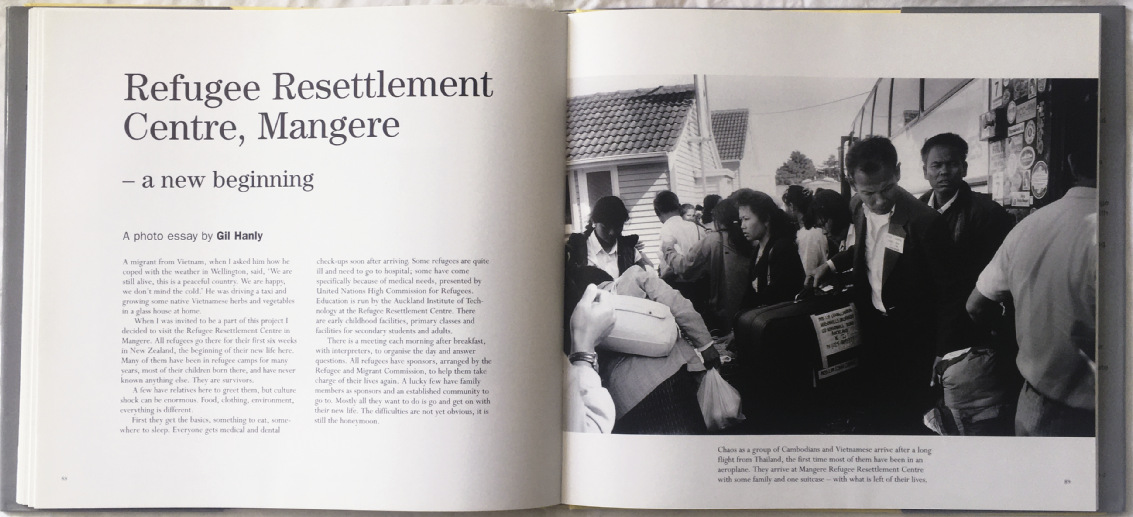 Refugee Resettlement
Centre, Mangere
– a new beginning
A photo essay by Gil Hanly
A migrant from Vietnam, when I asked him how he
coped with the weather in Wellington, said, 'We are
still alive, this is a peaceful country. We are happy,
we don't mind the cold.' He was driving a taxi and
growing some native Vietnamese herbs and vegetables
in a glass house at home.
When I was invited to be a part of this project I
decided to visit the Refugee Resettlement Centre in
Mangere. All refugees go there for their first six weeks
in New Zealand, the beginning of their new life here.
Many of them have been in refugee camps for many
years, most of their children born there, and have never
known anything else. They are survivors.
A few have relatives here to greet them, but culture
shock can be enormous. Food, clothing, environment,
everything is different.
First they get the basics, something to eat, some-
where to sleep. Everyone gets medical and dental
check-ups soon after arriving. Some refugees are quite
ill and need to go to hospital; some have come
specifically because of medical needs, presented by
United Nations High Commission for Refugees.
Education is run by the Auckland Institute of Tech-
nology at the Refugee Resettlement Centre. There
are early childhood facilities, primary classes and
facilities for secondary students and adults.
There is a meeting each morning after breakfast,
with interpreters, to organise the day and answer
questions. All refugees have sponsors, arranged by the
Refugee and Migrant Commission, to help them take
charge of their lives again. A lucky few have family
members as sponsors and an established community to
go to. Mostly all they want to do is go and get on with
their new life. The difficulties are not yet obvious, it is
still the honeymoon.
Chaos as a group of Cambodians and Vietnamese arrive after a long
flight from Thailand, the first time most of them have been in an
aeroplane. They arrive at Mangere Refugee Resettlement Centre
with some family and one suitcase – with what is left of their lives.
89